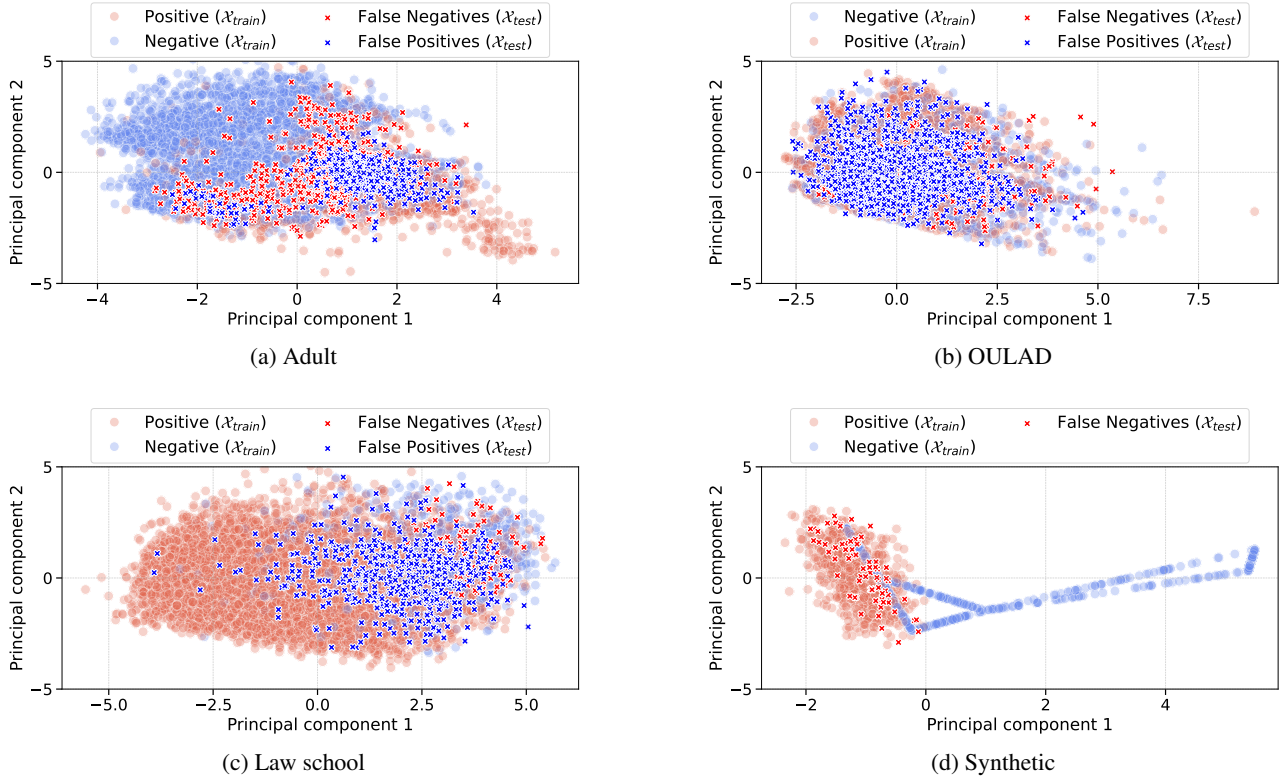 Positive (𝒳train)
Negative (𝒳train)
False Negatives (𝒳test)
False Positives (𝒳test)
5
0
−5
Principal component 2
−4
−2
0
2
4
Principal component 1
(a) Adult
Negative (𝒳train)
Positive (𝒳train)
False Negatives (𝒳test)
False Positives (𝒳test)
5
0
−5
Principal component 2
−2.5
0.0
2.5
5.0
7.5
Principal component 1
(b) OULAD
Positive (𝒳train)
Negative (𝒳train)
False Negatives (𝒳test)
False Positives (𝒳test)
5
0
−5
Principal component 2
−5.0
−2.5
0.0
2.5
5.0
Principal component 1
(c) Law school
Positive (𝒳train)
Negative (𝒳train)
False Negatives (𝒳test)
5
0
−5
Principal component 2
−2
0
2
4
Principal component 1
(d) Synthetic